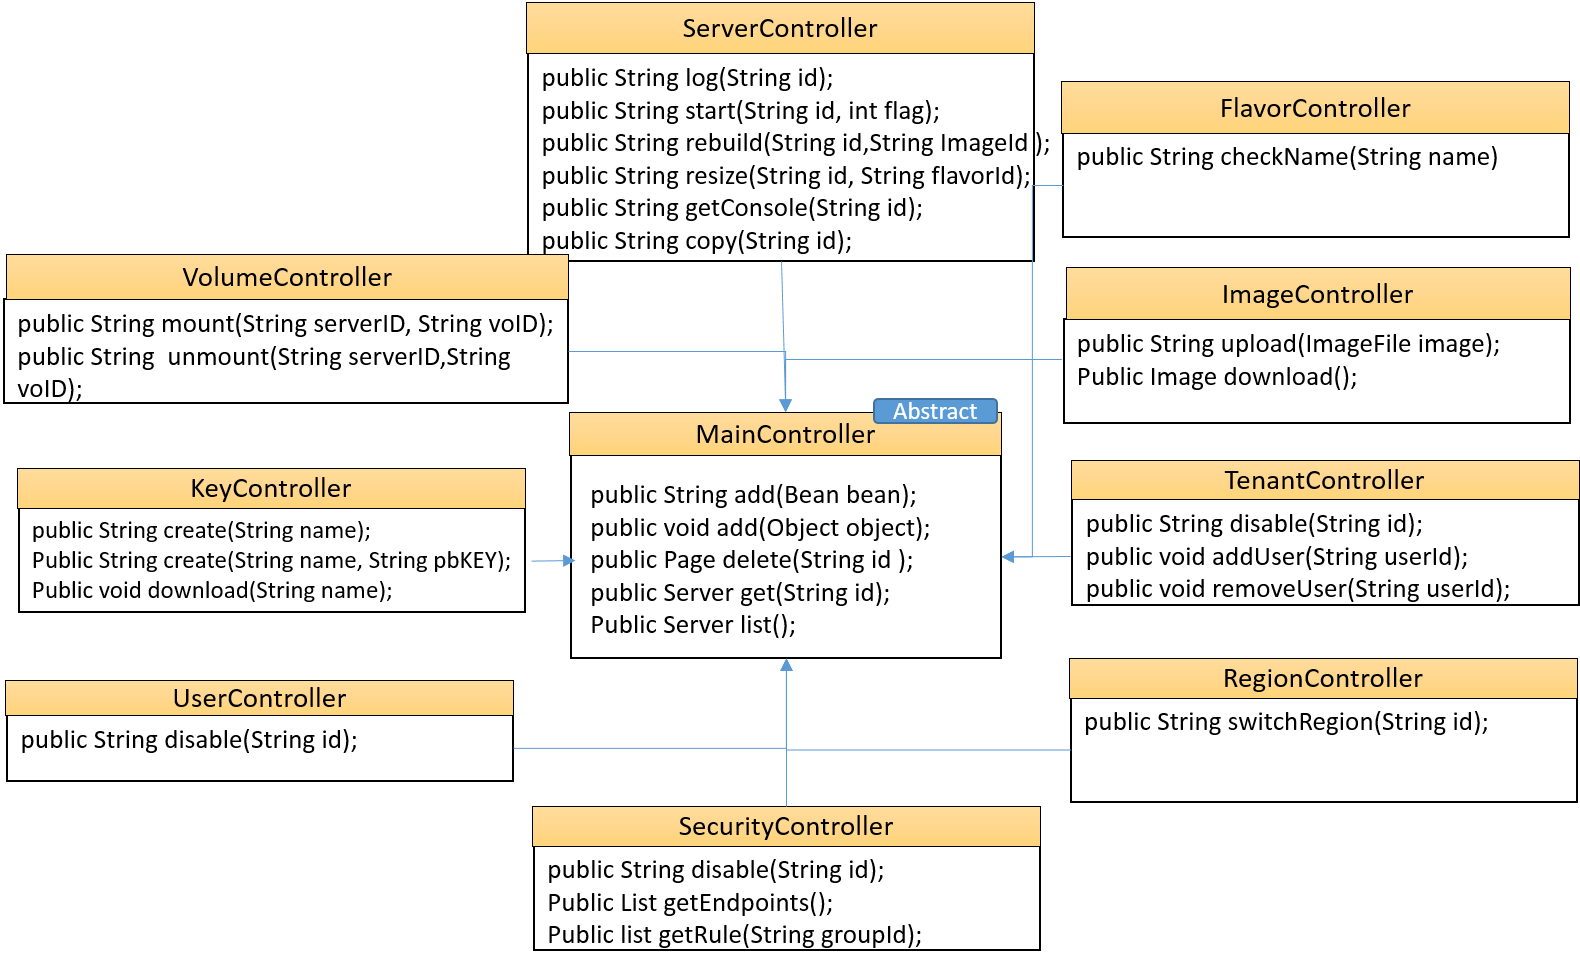 ServerController
public String log(String id);
public String start(String id, int flag);
public String rebuild(String id,String ImageId );
public String resize(String id, String flavorId);
public String getConsole(String id);
public String copy(String id);
FlavorController
public String checkName(String name)
VolumeController
public String mount(String serverID, String voID);
public String  unmount(String serverID,String
voID);
ImageController
public String upload(ImageFile image);
Public Image download();
Abstract
MainController
public String add(Bean bean);
public void add(Object object);
public Page delete(String id );
public Server get(String id);
Public Server list();
KeyController
public String create(String name);
Public String create(String name, String pbKEY);
Public void download(String name);
TenantController
public String disable(String id);
public void addUser(String userId);
public void removeUser(String userId);
UserController
public String disable(String id);
RegionController
public String switchRegion(String id);
SecurityController
public String disable(String id);
Public List getEndpoints();
Public list getRule(String groupId);